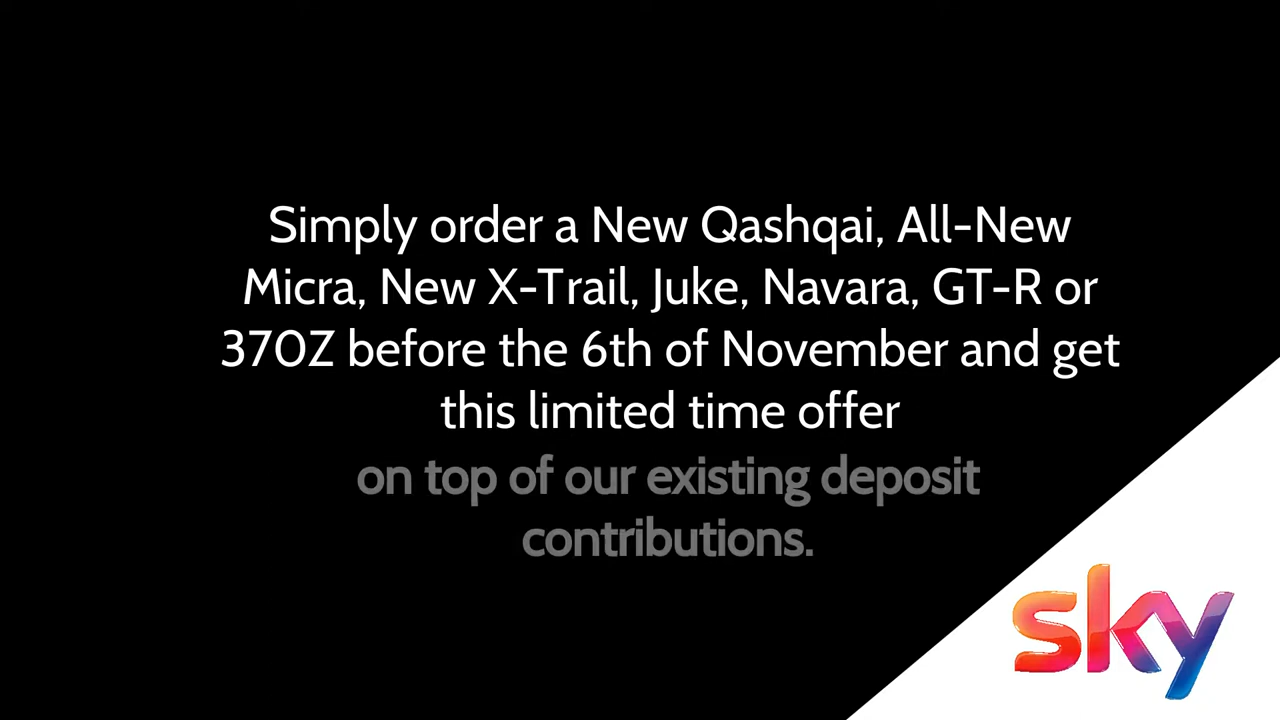 Simply order a New Qashqai, All-New
Micra, New X-Trail, Juke, Navara, GT-R or
370Z before the 6th of November and get
this limited time offer
on top of our existing deposit
contributions.
sky